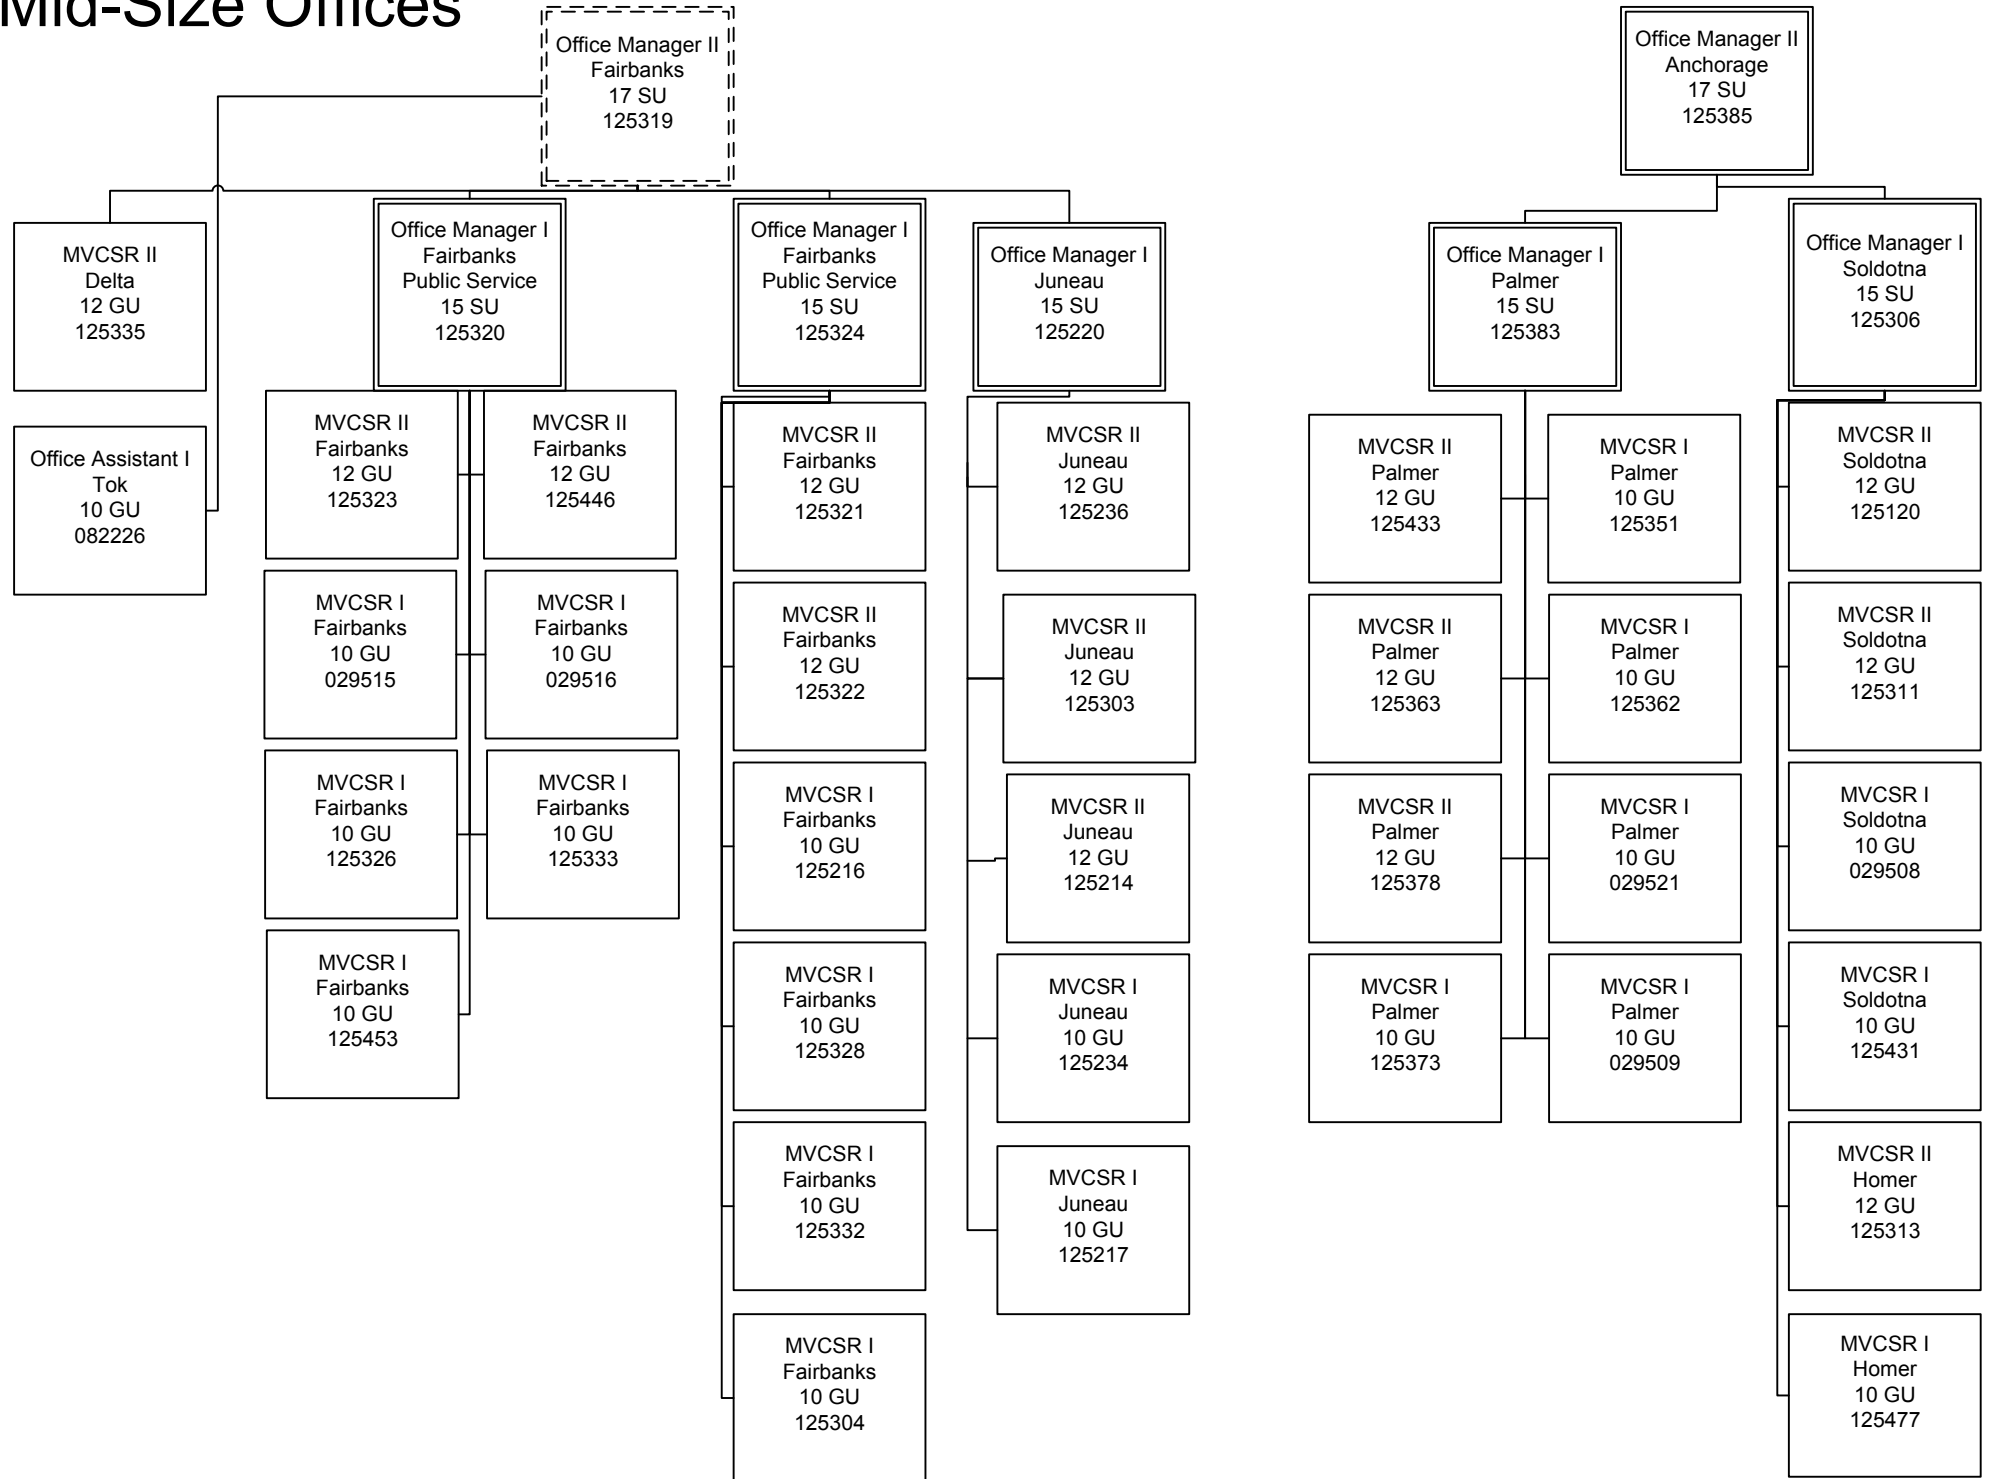 Mid-Size Offices
Office Manager II
Fairbanks
17 SU
125319
Office Manager II
Anchorage
17 SU
125385
MVCSR II
Delta
12 GU
125335
Office Manager I
Fairbanks
Public Service
15 SU
125320
Office Manager I
Fairbanks
Public Service
15 SU
125324
Office Manager I
Juneau
15 SU
125220
Office Manager I
Palmer
15 SU
125383
Office Manager I
Soldotna
15 SU
125306
Office Assistant I
Tok
10 GU
082226
MVCSR II
Fairbanks
12 GU
125323
MVCSR II
Fairbanks
12 GU
125446
MVCSR I
Fairbanks
10 GU
029515
MVCSR I
Fairbanks
10 GU
029516
MVCSR I
Fairbanks
10 GU
125326
MVCSR I
Fairbanks
10 GU
125333
MVCSR I
Fairbanks
10 GU
125453
MVCSR II
Fairbanks
12 GU
125321
MVCSR II
Fairbanks
12 GU
125322
MVCSR I
Fairbanks
10 GU
125216
MVCSR I
Fairbanks
10 GU
125328
MVCSR I
Fairbanks
10 GU
125332
MVCSR I
Fairbanks
10 GU
125304
MVCSR II
Juneau
12 GU
125236
MVCSR II
Juneau
12 GU
125303
MVCSR II
Juneau
12 GU
125214
MVCSR I
Juneau
10 GU
125234
MVCSR I
Juneau
10 GU
125217
MVCSR II
Palmer
12 GU
125433
MVCSR I
Palmer
10 GU
125351
MVCSR II
Palmer
12 GU
125363
MVCSR I
Palmer
10 GU
125362
MVCSR II
Palmer
12 GU
125378
MVCSR I
Palmer
10 GU
029521
MVCSR I
Palmer
10 GU
125373
MVCSR I
Palmer
10 GU
029509
MVCSR II
Soldotna
12 GU
125120
MVCSR II
Soldotna
12 GU
125311
MVCSR I
Soldotna
10 GU
029508
MVCSR I
Soldotna
10 GU
125431
MVCSR II
Homer
12 GU
125313
MVCSR I
Homer
10 GU
125477